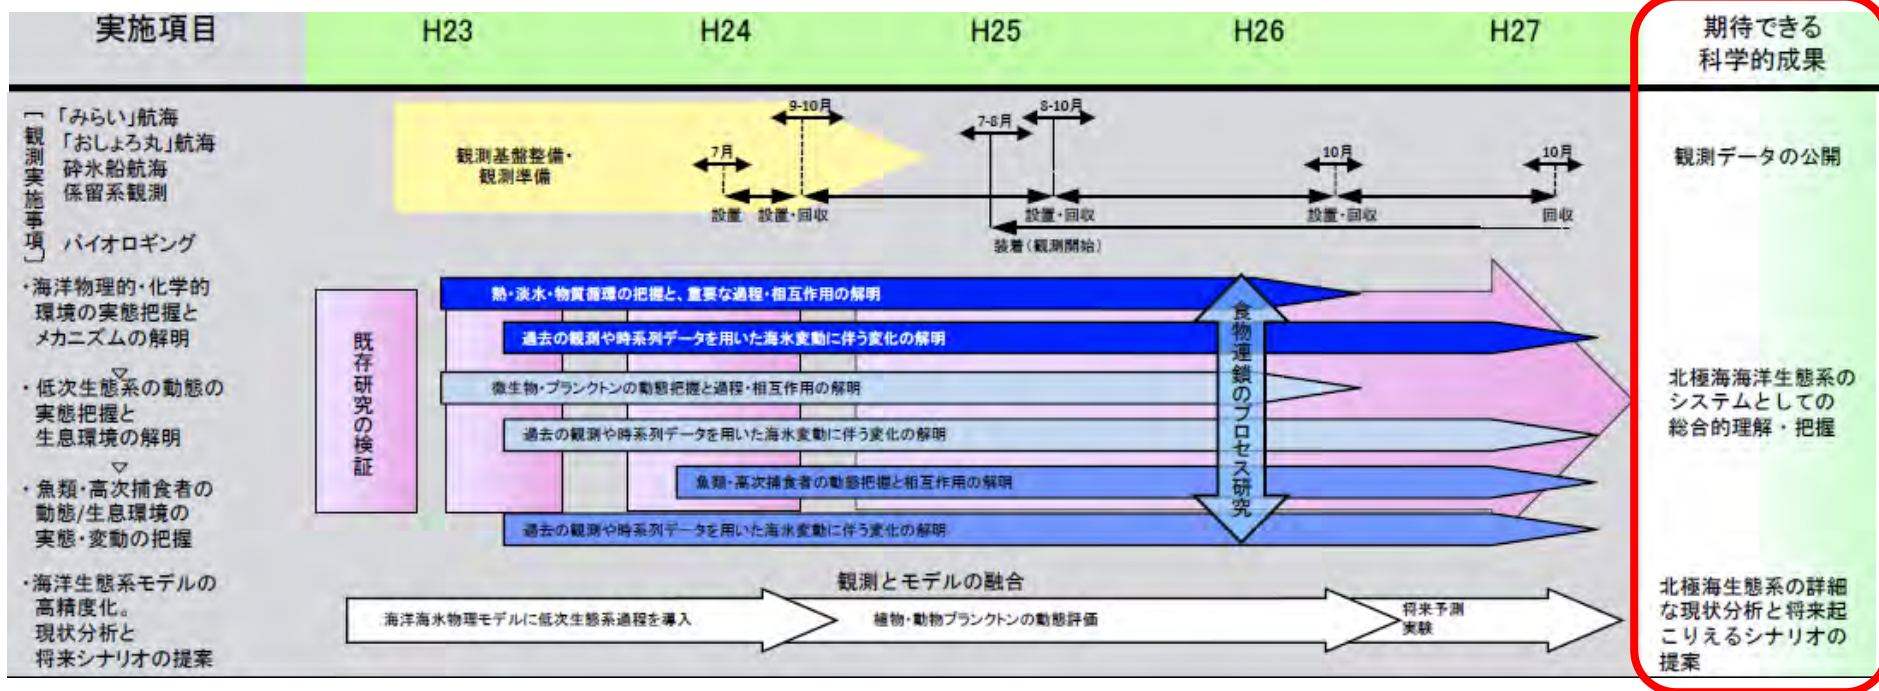 実施項目
H23
H24
H25
H26
H27
期待できる
科学的成果
[観測実施事項]
「みらい」航海
「おしょろ丸」航海
砕氷船航海
係留系観測
バイオロギング
観測基盤整備・
観測準備
7月
9-10月
7-8月
8-10月
10月
10月
設置
設置・回収
設置・回収
設置・回収
回収
装着(観測開始)
観測データの公開
・海洋物理的・化学的
環境の実態把握と
メカニズムの解明
▽
・低次生態系の動態の
実態把握と
生息環境の解明
▽
・魚類・高次捕食者の
動態/生息環境の
実態・変動の把握
既存研究の検証
熱・淡水・物質循環の把握と、重要な過程・相互作用の解明
過去の観測や時系列データを用いた海氷変動に伴う変化の解明
微生物・プランクトンの動態把握と過程・相互作用の解明
過去の観測や時系列データを用いた海氷変動に伴う変化の解明
魚類・高次捕食者の動態把握と相互作用の解明
過去の観測や時系列データを用いた海氷変動に伴う変化の解明
食物連鎖のプロセス研究
北極海海洋生態系の
システムとしての
総合的理解・把握
・海洋生態系モデルの
高精度化。
現状分析と
将来シナリオの提案
観測とモデルの融合
海洋海氷物理モデルに低次生態系過程を導入
植物・動物プランクトンの動態評価
将来予測
実験
北極海生態系の詳細
な現状分析と将来起
こりえるシナリオの
提案